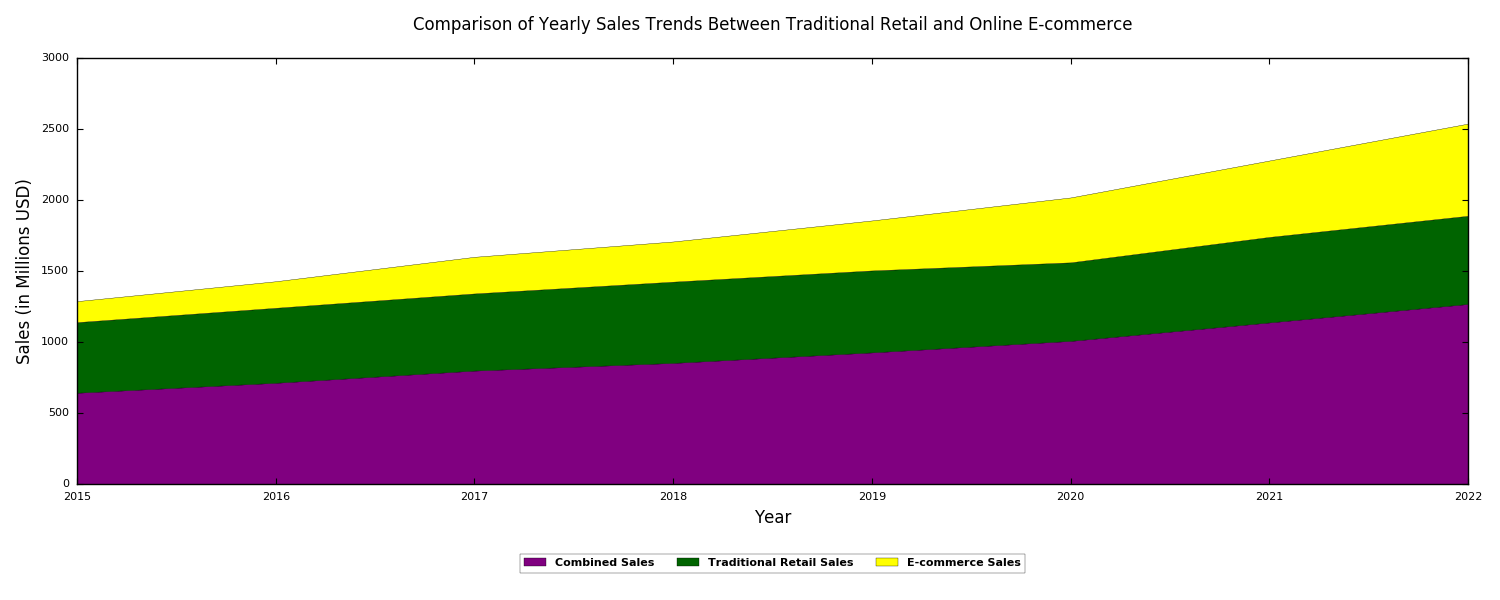 Comparison of Yearly Sales Trends Between Traditional Retail and Online E-commerce
3000
2500
2000
1500
1000
500
0
Sales (in Millions USD)
2015 2016 2017 2018 2019 2020 2021 2022
Year
Combined Sales Traditional Retail Sales E-commerce Sales